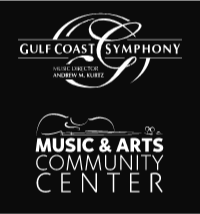 GULF COAST SYMPHONY
MUSIC DIRECTOR
ANDREW M. KURTZ
MUSIC & ARTS
COMMUNITY
CENTER